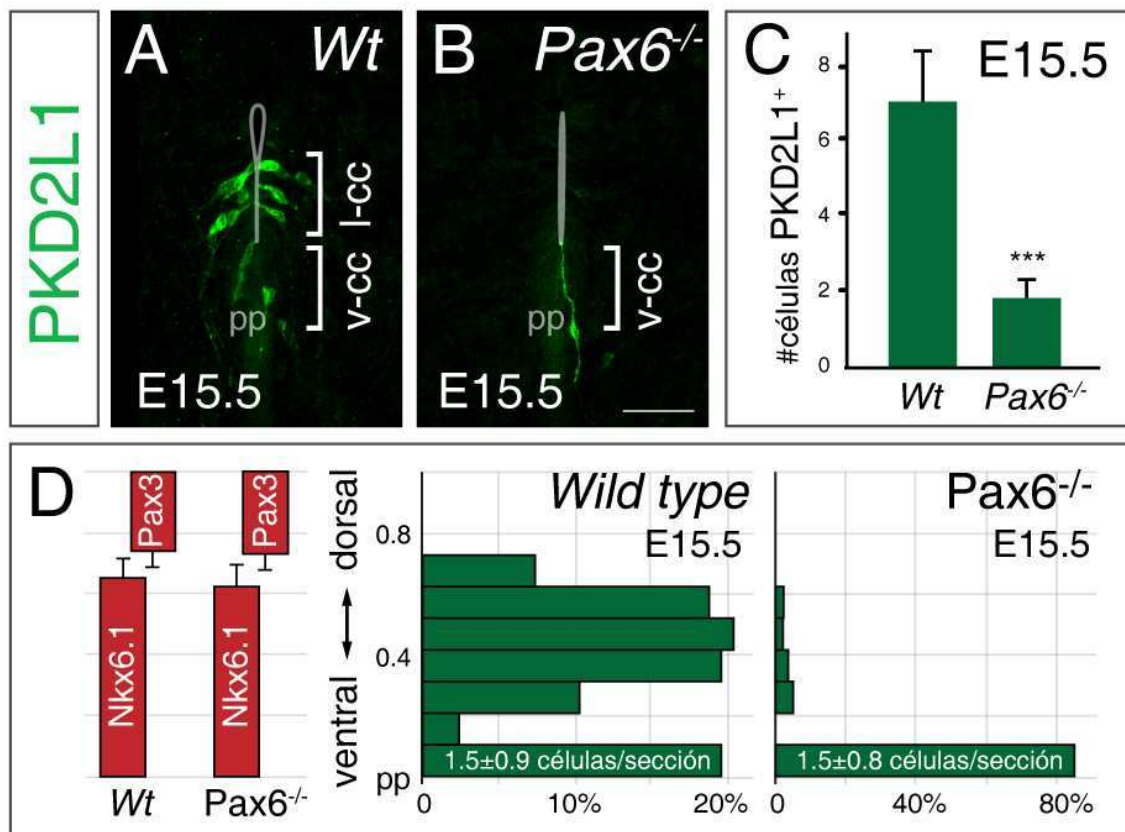 PKD2L1
A
Wt
l-cc
v-cc
pp
E15.5
B
Pax6-/-
v-cc
pp
E15.5
C
E15.5
#células PKD2L1+
8
6
4
2
0
***
Wt
Pax6-/-
D
Pax3
Pax3
Nkx6.1
Nkx6.1
Wt
Pax6-/-
ventral ↔ dorsal
0.8
0.4
pp
Wild type
E15.5
1.5±0.9 células/sección
0
10%
20%
Pax6-/-
E15.5
1.5±0.8 células/sección
0
40%
80%